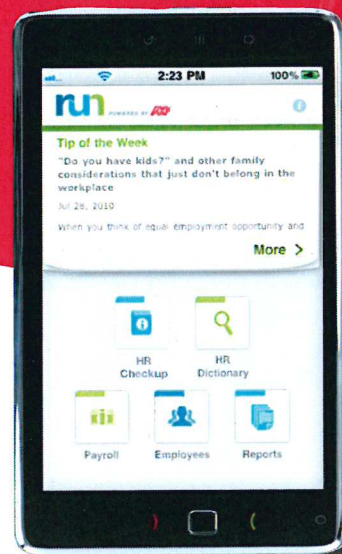 2:23 PM 100%
run POWERED BY ADP
Tip of the Week
"Do you have kids?" and other family
considerations that just don't belong in the
workplace
Jul 28, 2010
When you think of equal employment opportunity and
More >
HR
Checkup
HR
Dictionary
Payroll
Employees
Reports